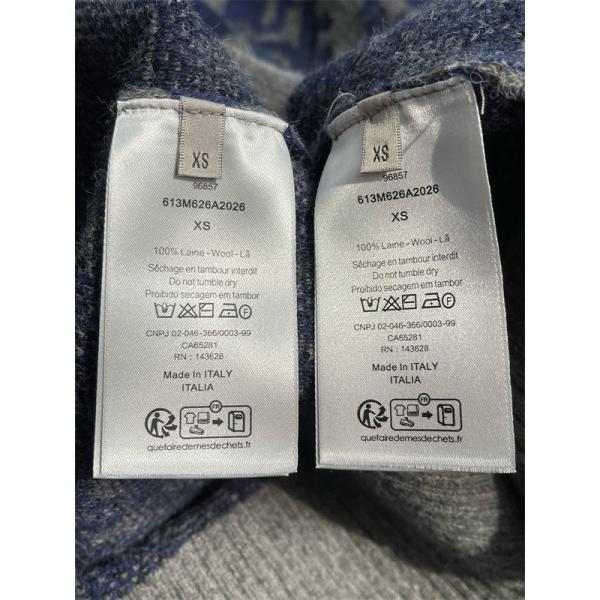 XS
96857
613M626A2026
XS
100% Laine - Wool - Lã
Séchage en tambour interdit
Do not tumble dry
Proibido secagem em tambor
F
CNPJ 02-046-366/0003-99
CA65281
RN : 143628
Made In ITALY
ITALIA
FR
quefairedemesdechets.fr
XS
96857
613M626A2026
XS
100% Laine - Wool - Lã
Séchage en tambour interdit
Do not tumble dry
Proibido secagem em tambor
F
CNPJ 02-046-366/0003-99
CA65281
RN : 143628
Made In ITALY
ITALIA
FR
quefairedemesdechets.fr